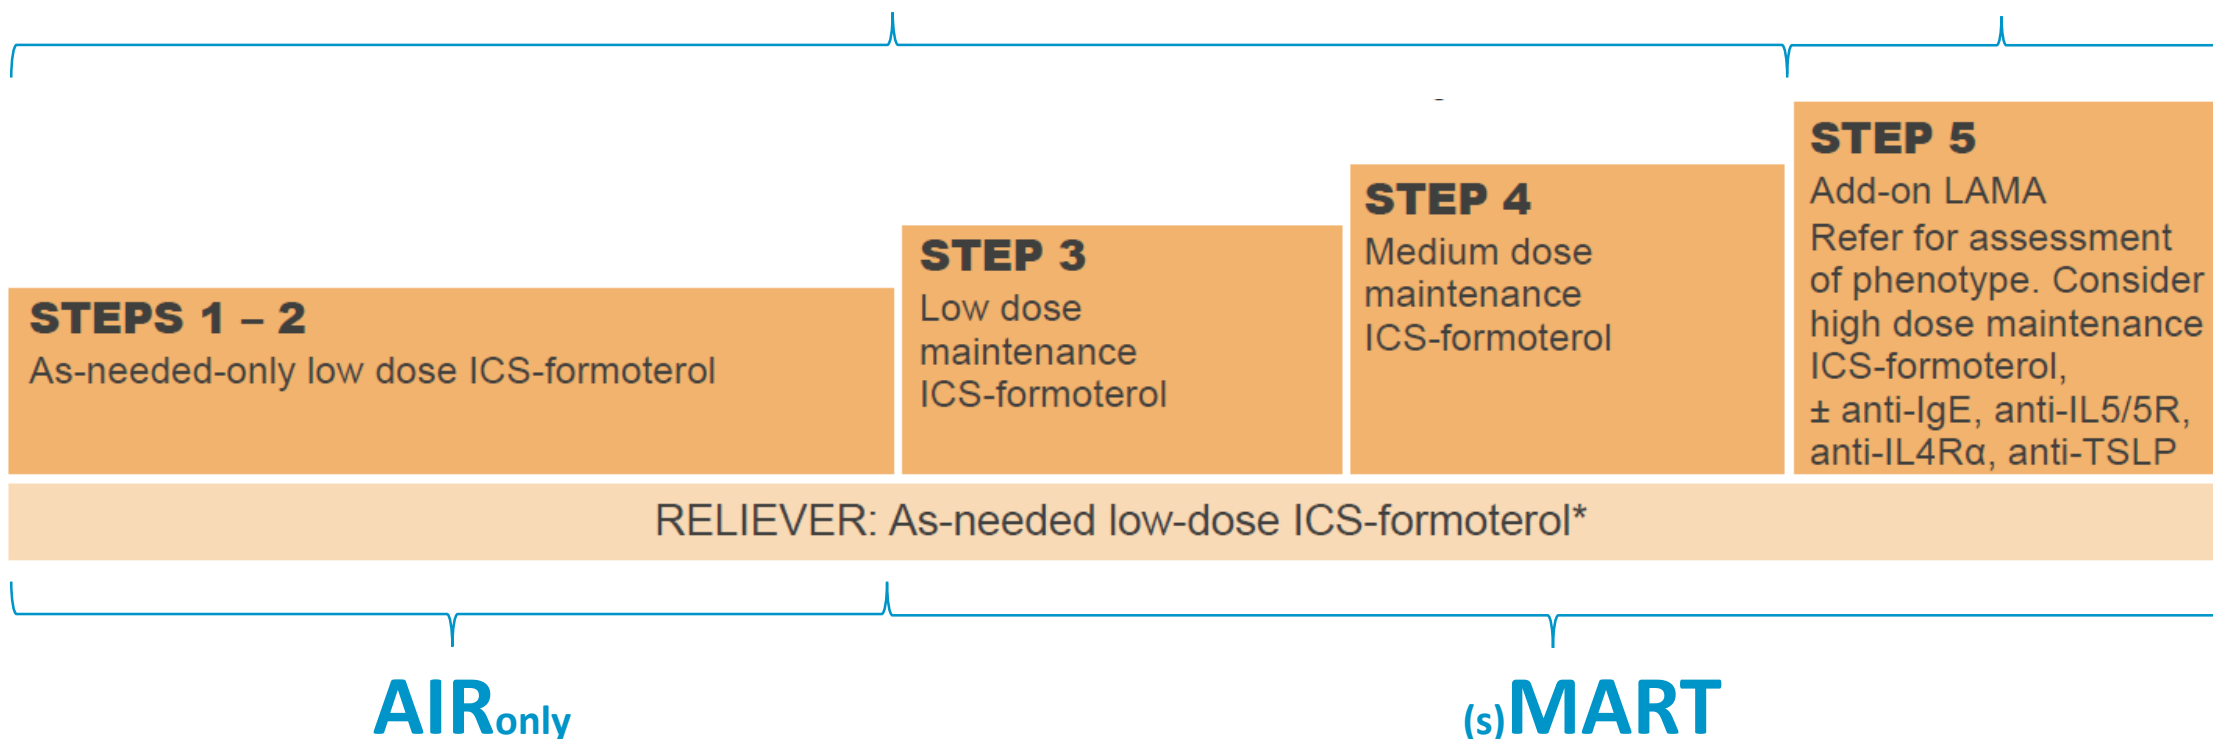 STEPS 1 – 2
As-needed-only low dose ICS-formoterol
STEP 3
Low dose
maintenance
ICS-formoterol
STEP 4
Medium dose
maintenance
ICS-formoterol
STEP 5
Add-on LAMA
Refer for assessment
of phenotype. Consider
high dose maintenance
ICS-formoterol,
± anti-IgE, anti-IL5/5R,
anti-IL4Rα, anti-TSLP
RELIEVER: As-needed low-dose ICS-formoterol*
AIRonly
(s)MART